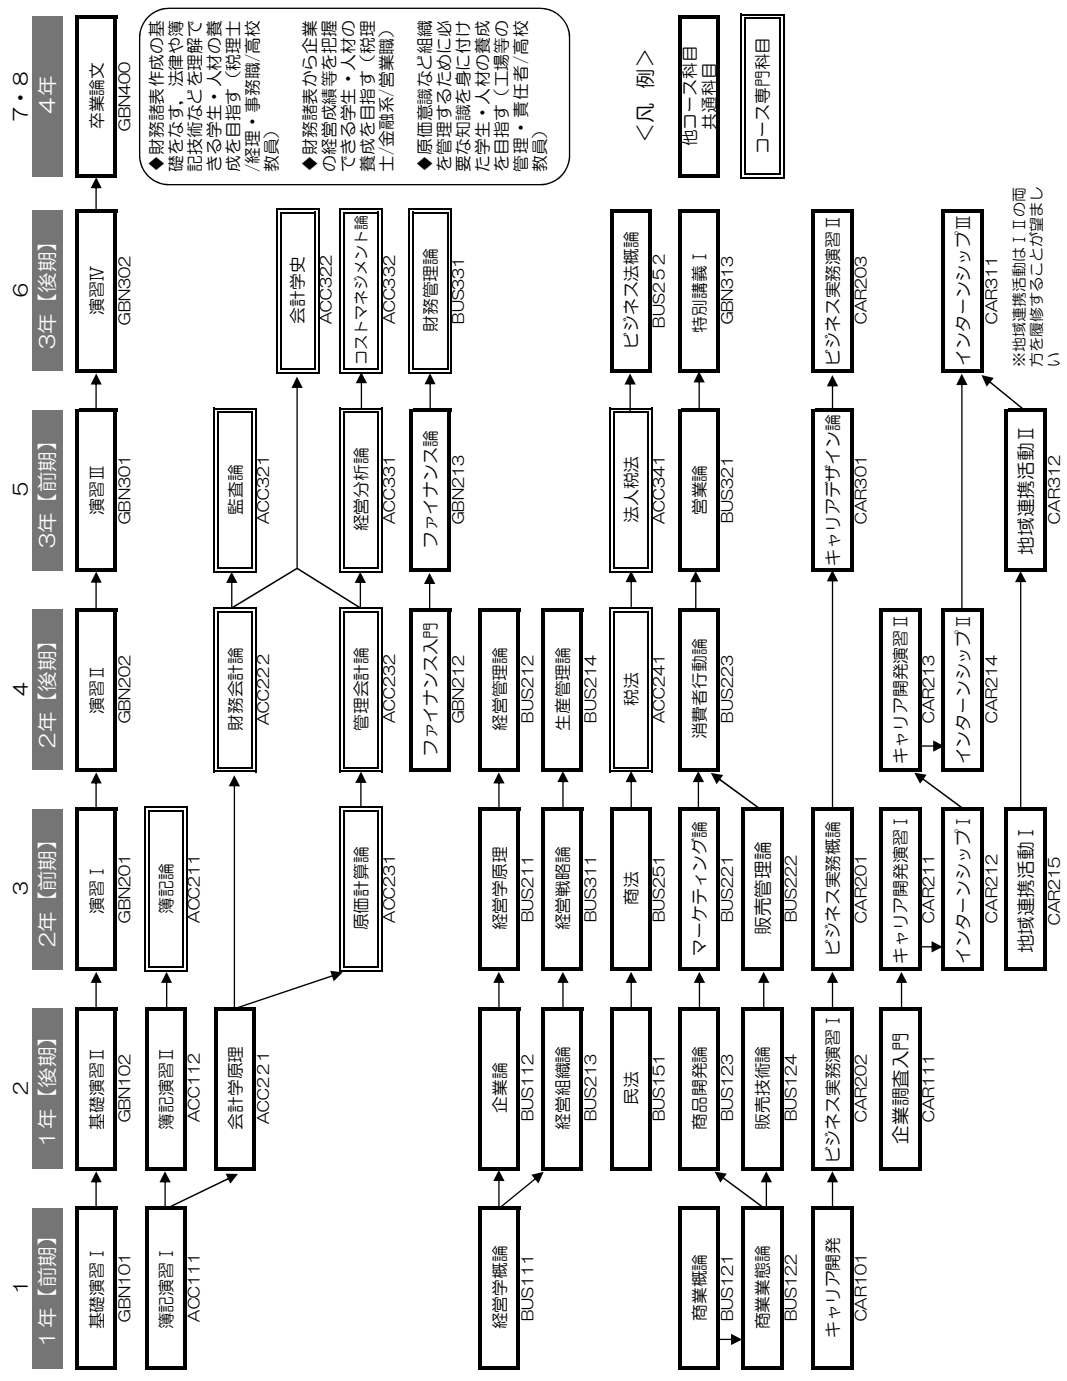 1
1年【前期】
2
1年【後期】
3
2年【前期】
4
2年【後期】
5
3年【前期】
6
3年【後期】
7・8
4年
基礎演習Ⅰ
GBN101
基礎演習Ⅱ
GBN102
演習Ⅰ
GBN201
演習Ⅱ
GBN202
演習Ⅲ
GBN301
演習Ⅳ
GBN302
卒業論文
GBN400
簿記演習Ⅰ
ACC111
簿記演習Ⅱ
ACC112
簿記論
ACC211
会計学原理
ACC221
財務会計論
ACC222
監査論
ACC321
会計学史
ACC322
原価計算論
ACC231
管理会計論
ACC232
経営分析論
ACC331
コストマネジメント論
ACC332
ファイナンス入門
GBN212
ファイナンス論
GBN213
財務管理論
BUS331
経営学概論
BUS111
企業論
BUS112
経営学原理
BUS211
経営管理論
BUS212
経営組織論
BUS213
経営戦略論
BUS311
生産管理論
BUS214
民法
BUS151
商法
BUS251
税法
ACC241
法人税法
ACC341
ビジネス法概論
BUS252
商業概論
BUS121
商品開発論
BUS123
マーケティング論
BUS221
消費者行動論
BUS223
営業論
BUS321
特別講義Ⅰ
GBN313
商業業態論
BUS122
販売技術論
BUS124
販売管理論
BUS222
キャリア開発
CAR101
ビジネス実務演習Ⅰ
CAR202
ビジネス実務概論
CAR201
キャリアデザイン論
CAR301
ビジネス実務演習Ⅱ
CAR203
企業調査入門
CAR111
キャリア開発演習Ⅰ
CAR211
キャリア開発演習Ⅱ
CAR213
インターンシップⅠ
CAR212
インターンシップⅡ
CAR214
インターンシップⅢ
CAR311
地域連携活動Ⅰ
CAR215
地域連携活動Ⅱ
CAR312
※地域連携活動はⅠⅡの両
方を履修することが望まし
い
◆財務諸表作成の基
礎をなす，法律や簿
記技術などを理解で
きる学生・人材の養
成を目指す（税理士
/経理・事務職/高校
教員）
◆財務諸表から企業
の経営成績等を把握
できる学生・人材の
養成を目指す（税理
士/金融系/営業職）
◆原価意識など組織
を管理するために必
要な知識を身に付け
た学生・人材の養成
を目指す（工場等の
管理・責任者/高校
教員）
＜凡　例＞
他コース科目
共通科目
コース専門科目